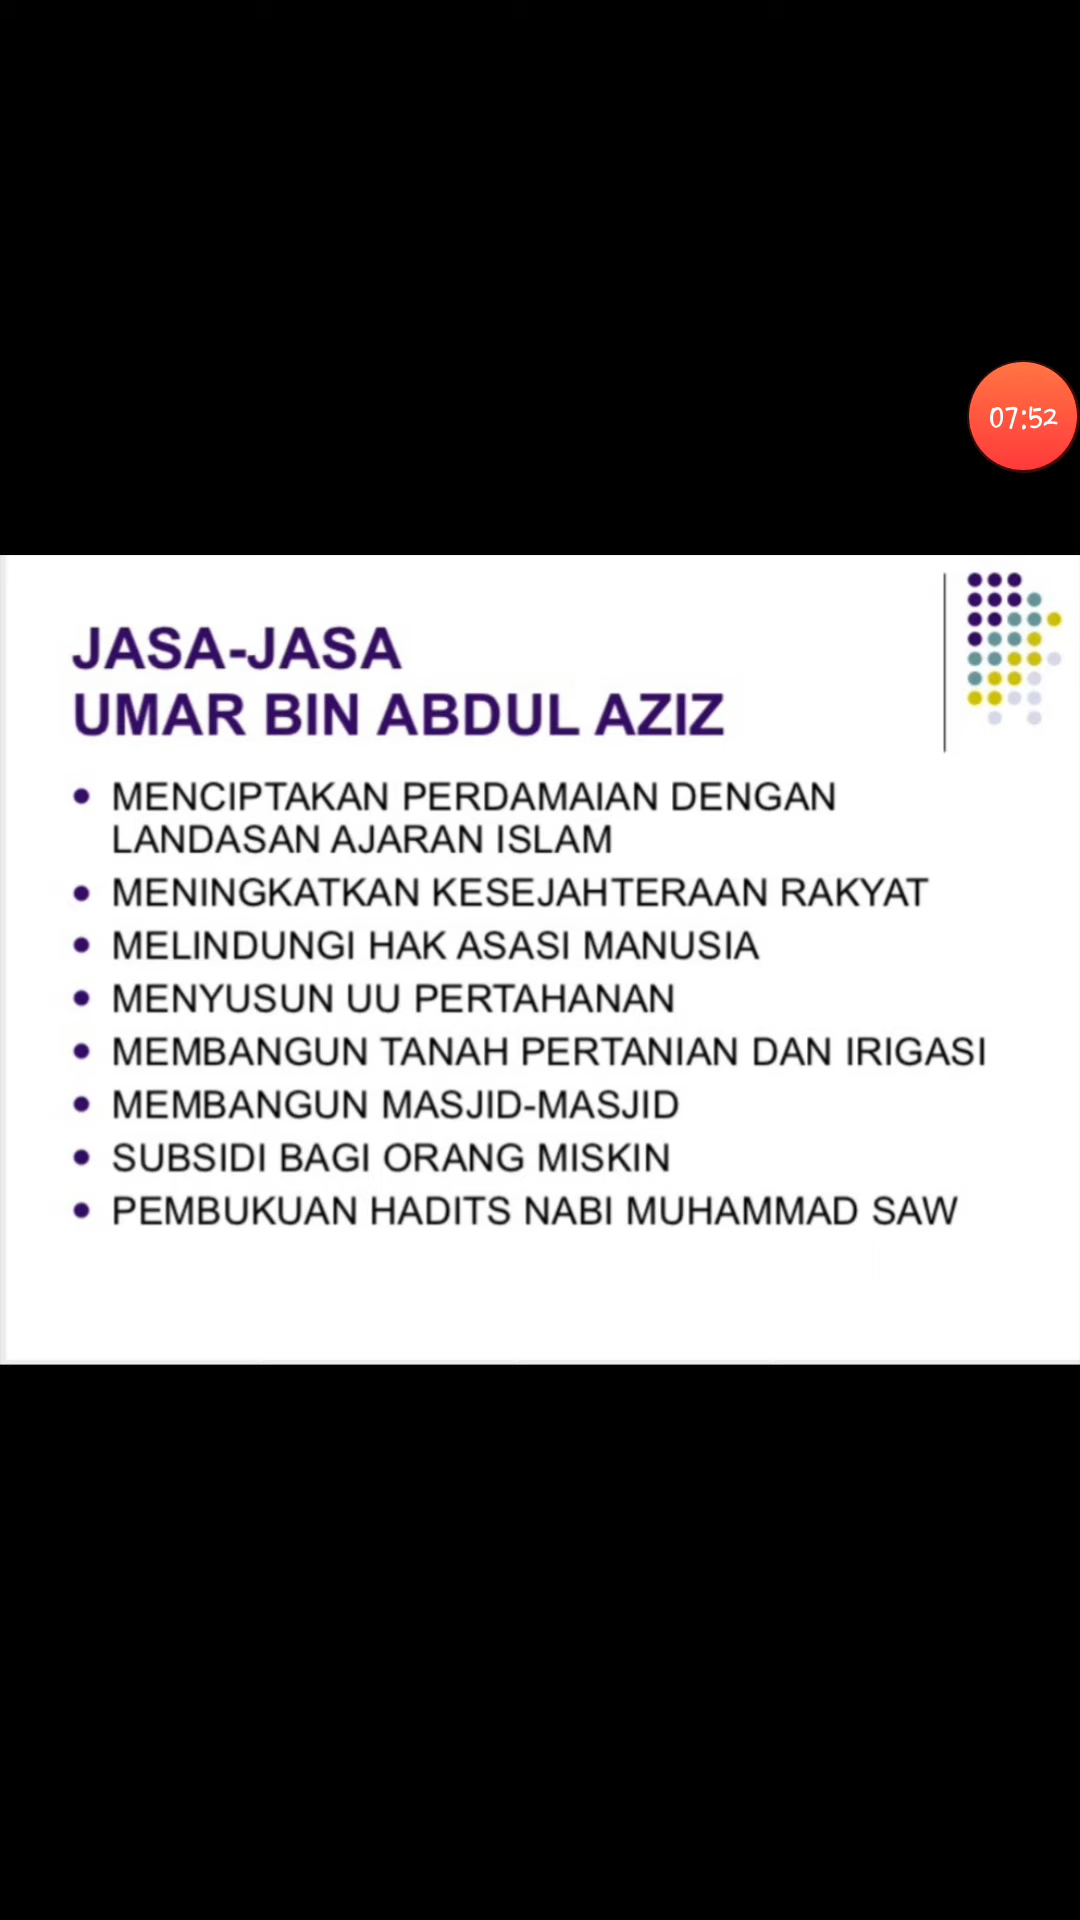 07:52
JASA-JASA
UMAR BIN ABDUL AZIZ
• MENCIPTAKAN PERDAMAIAN DENGAN
LANDASAN AJARAN ISLAM
• MENINGKATKAN KESEJAHTERAAN RAKYAT
• MELINDUNGI HAK ASASI MANUSIA
• MENYUSUN UU PERTAHANAN
• MEMBANGUN TANAH PERTANIAN DAN IRIGASI
• MEMBANGUN MASJID-MASJID
• SUBSIDI BAGI ORANG MISKIN
• PEMBUKUAN HADITS NABI MUHAMMAD SAW